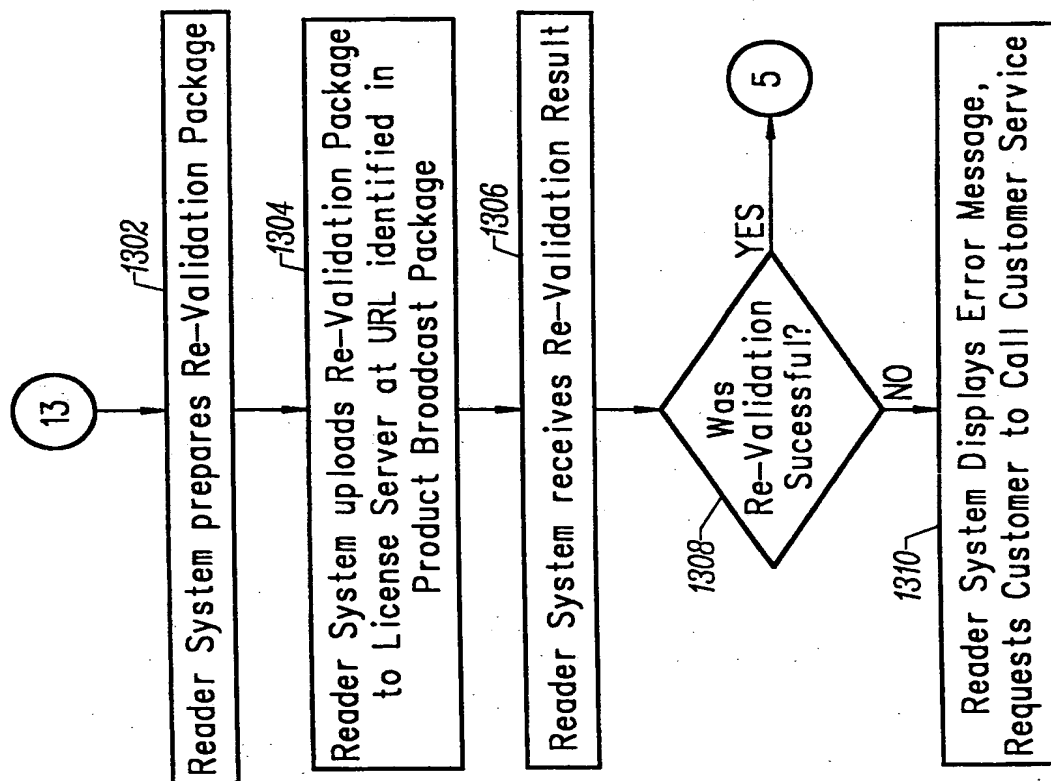 13
1302
Reader System prepares Re-Validation Package
1304
Reader System uploads Re-Validation Package
to License Server at URL identified in
Product Broadcast Package
1306
Reader System receives Re-Validation Result
1308
Was
Re-Validation
Sucessful?
YES
5
NO
1310
Reader System Displays Error Message,
Requests Customer to Call Customer Service